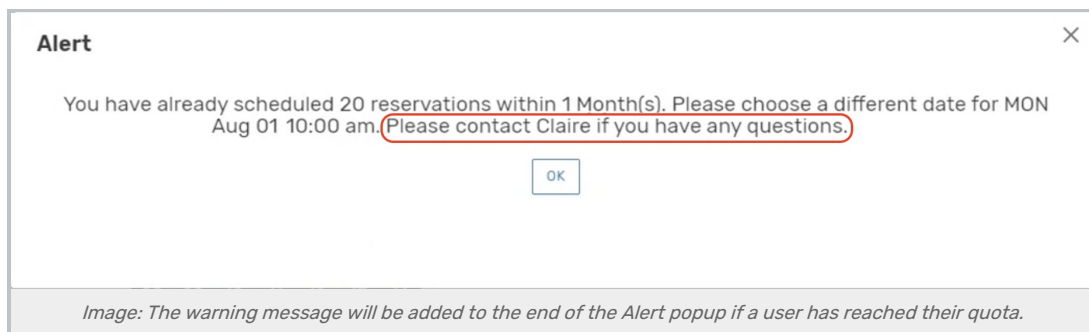 Alert
You have already scheduled 20 reservations within 1 Month(s). Please choose a different date for MON
Aug 01 10:00 am. Please contact Claire if you have any questions.
OK
Image: The warning message will be added to the end of the Alert popup if a user has reached their quota.